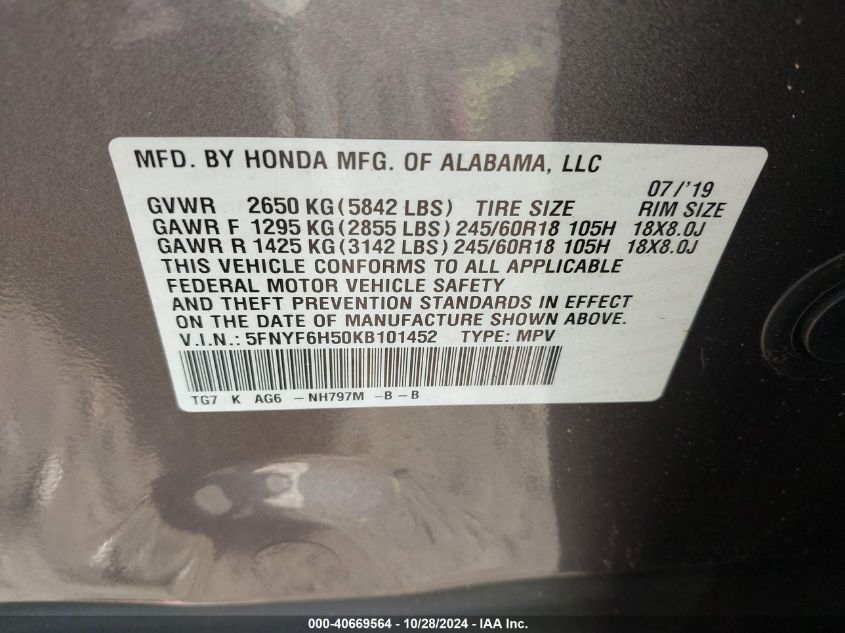 MFD. BY HONDA MFG. OF ALABAMA, LLC
07/'19
GVWR 2650 KG (5842 LBS) TIRE SIZE RIM SIZE
GAWR F 1295 KG (2855 LBS) 245/60R18 105H 18X8.0J
GAWR R 1425 KG (3142 LBS) 245/60R18 105H 18X8.0J
THIS VEHICLE CONFORMS TO ALL APPLICABLE
FEDERAL MOTOR VEHICLE SAFETY
AND THEFT PREVENTION STANDARDS IN EFFECT
ON THE DATE OF MANUFACTURE SHOWN ABOVE.
V.I.N.: 5FNYF6H50KB101452 TYPE: MPV
TG7 K AG6 -NH797M -B-B
000-40669564 - 10/28/2024 - IAA Inc.